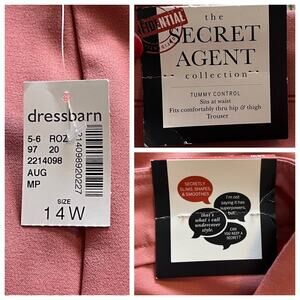 dressbarn
5-6 ROZ
97 20
2214098
AUG
MP
SIZE
14W
214098920227
the
SECRET
AGENT
collection
TUMMY CONTROL
Sits at waist
Fits comfortably thru hip & thigh
Trouser
SECRETLY
SLIMS, SHAPES,
& SMOOTHES
I'm not
saying it has
superpowers,
but...
that's
what i call
undercover
style.
CAN YOU
KEEP A
SECRET?